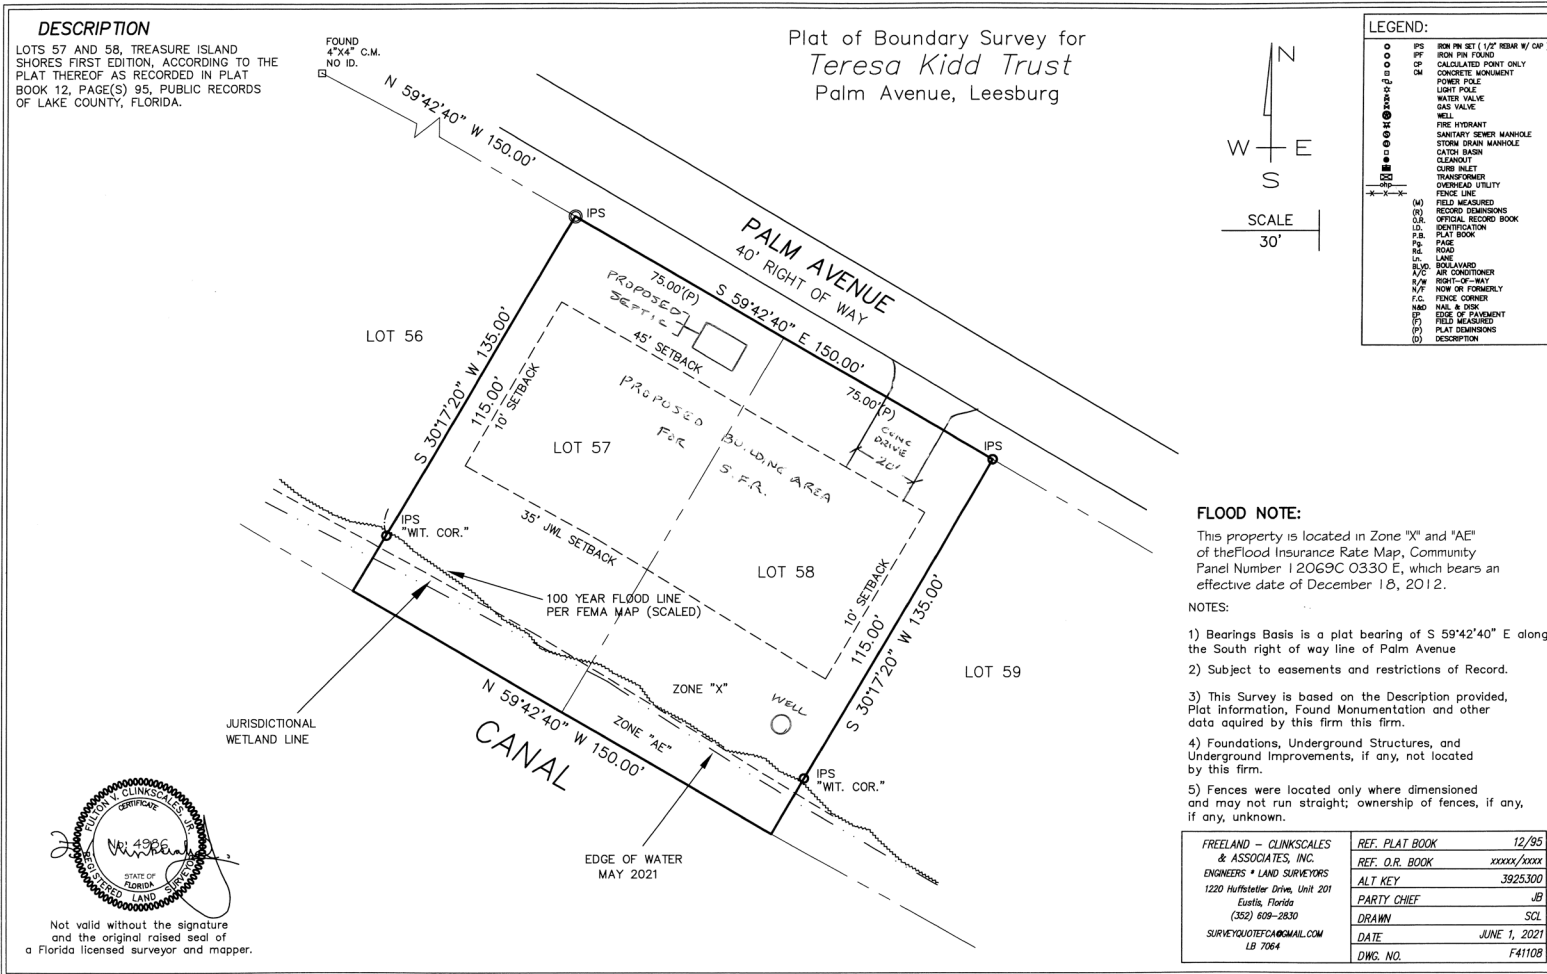 DESCRIPTION
LOTS 57 AND 58, TREASURE ISLAND
SHORES FIRST EDITION, ACCORDING TO THE
PLAT THEREOF AS RECORDED IN PLAT
BOOK 12, PAGE(S) 95, PUBLIC RECORDS
OF LAKE COUNTY, FLORIDA.
FOUND
4"X4" C.M.
NO ID.
N 59°42'40" W 150.00'
Plat of Boundary Survey for
Teresa Kidd Trust
Palm Avenue, Leesburg
N
W E
S
SCALE
30'
LEGEND:
IPS IRON PIN SET ( 1/2" REBAR W/ CAP )
IPF IRON PIN FOUND
CP CALCULATED POINT ONLY
CM CONCRETE MONUMENT
POWER POLE
LIGHT POLE
WATER VALVE
GAS VALVE
WELL
FIRE HYDRANT
SANITARY SEWER MANHOLE
STORM DRAIN MANHOLE
CATCH BASIN
CLEANOUT
CURB INLET
TRANSFORMER
ohp OVERHEAD UTILITY
X X X FENCE LINE
(M) FIELD MEASURED
(R) RECORD DEMINSIONS
O.R. OFFICIAL RECORD BOOK
I.D. IDENTIFICATION
P.B. PLAT BOOK
Pg. PAGE
Rd. ROAD
Ln. LANE
BLVD. BOULAVARD
A/C AIR CONDITIONER
R/W RIGHT-OF-WAY
N/F NOW OR FORMERLY
F.C. FENCE CORNER
N&D NAIL & DISK
EP EDGE OF PAVEMENT
(F) FIELD MEASURED
(P) PLAT DEMINSIONS
(D) DESCRIPTION
IPS
PALM AVENUE
40' RIGHT OF WAY
75.00'(P)
S 59°42'40" E 150.00'
75.00'(P)
PROPOSED
SEPTIC
45' SETBACK
LOT 56
S 30°17'20" W 135.00'
115.00'
10' SETBACK
PROPOSED BUILDING AREA
FOR S.F.R.
CONC
DRIVE
20'
IPS
LOT 57
35' JWL SETBACK
LOT 58
10' SETBACK
115.00'
S 30°17'20" W 135.00'
IPS
"WIT. COR."
100 YEAR FLOOD LINE
PER FEMA MAP (SCALED)
LOT 59
ZONE "X"
WELL
N 59°42'40" W 150.00'
ZONE "AE"
CANAL
IPS
"WIT. COR."
JURISDICTIONAL
WETLAND LINE
EDGE OF WATER
MAY 2021
FLOOD NOTE:
This property is located in Zone "X" and "AE"
of theFlood Insurance Rate Map, Community
Panel Number 12069C 0330 E, which bears an
effective date of December 18, 2012.
NOTES:
1) Bearings Basis is a plat bearing of S 59°42'40" E along
the South right of way line of Palm Avenue
2) Subject to easements and restrictions of Record.
3) This Survey is based on the Description provided,
Plat information, Found Monumentation and other
data aquired by this firm this firm.
4) Foundations, Underground Structures, and
Underground Improvements, if any, not located
by this firm.
5) Fences were located only where dimensioned
and may not run straight; ownership of fences, if any,
if any, unknown.
FULTON V. CLINKSCALES, JR.
CERTIFICATE
No. 4986
STATE OF
FLORIDA
REGISTERED LAND SURVEYOR
Not valid without the signature
and the original raised seal of
a Florida licensed surveyor and mapper.
FREELAND - CLINKSCALES
& ASSOCIATES, INC.
ENGINEERS * LAND SURVEYORS
1220 Huffstetler Drive, Unit 201
Eustis, Florida
(352) 609-2830
SURVEYQUOTEFCA@GMAIL.COM
LB 7064
REF. PLAT BOOK 12/95
REF. O.R. BOOK xxxxx/xxxx
ALT KEY 3925300
PARTY CHIEF JB
DRAWN SCL
DATE JUNE 1, 2021
DWG. NO. F41108